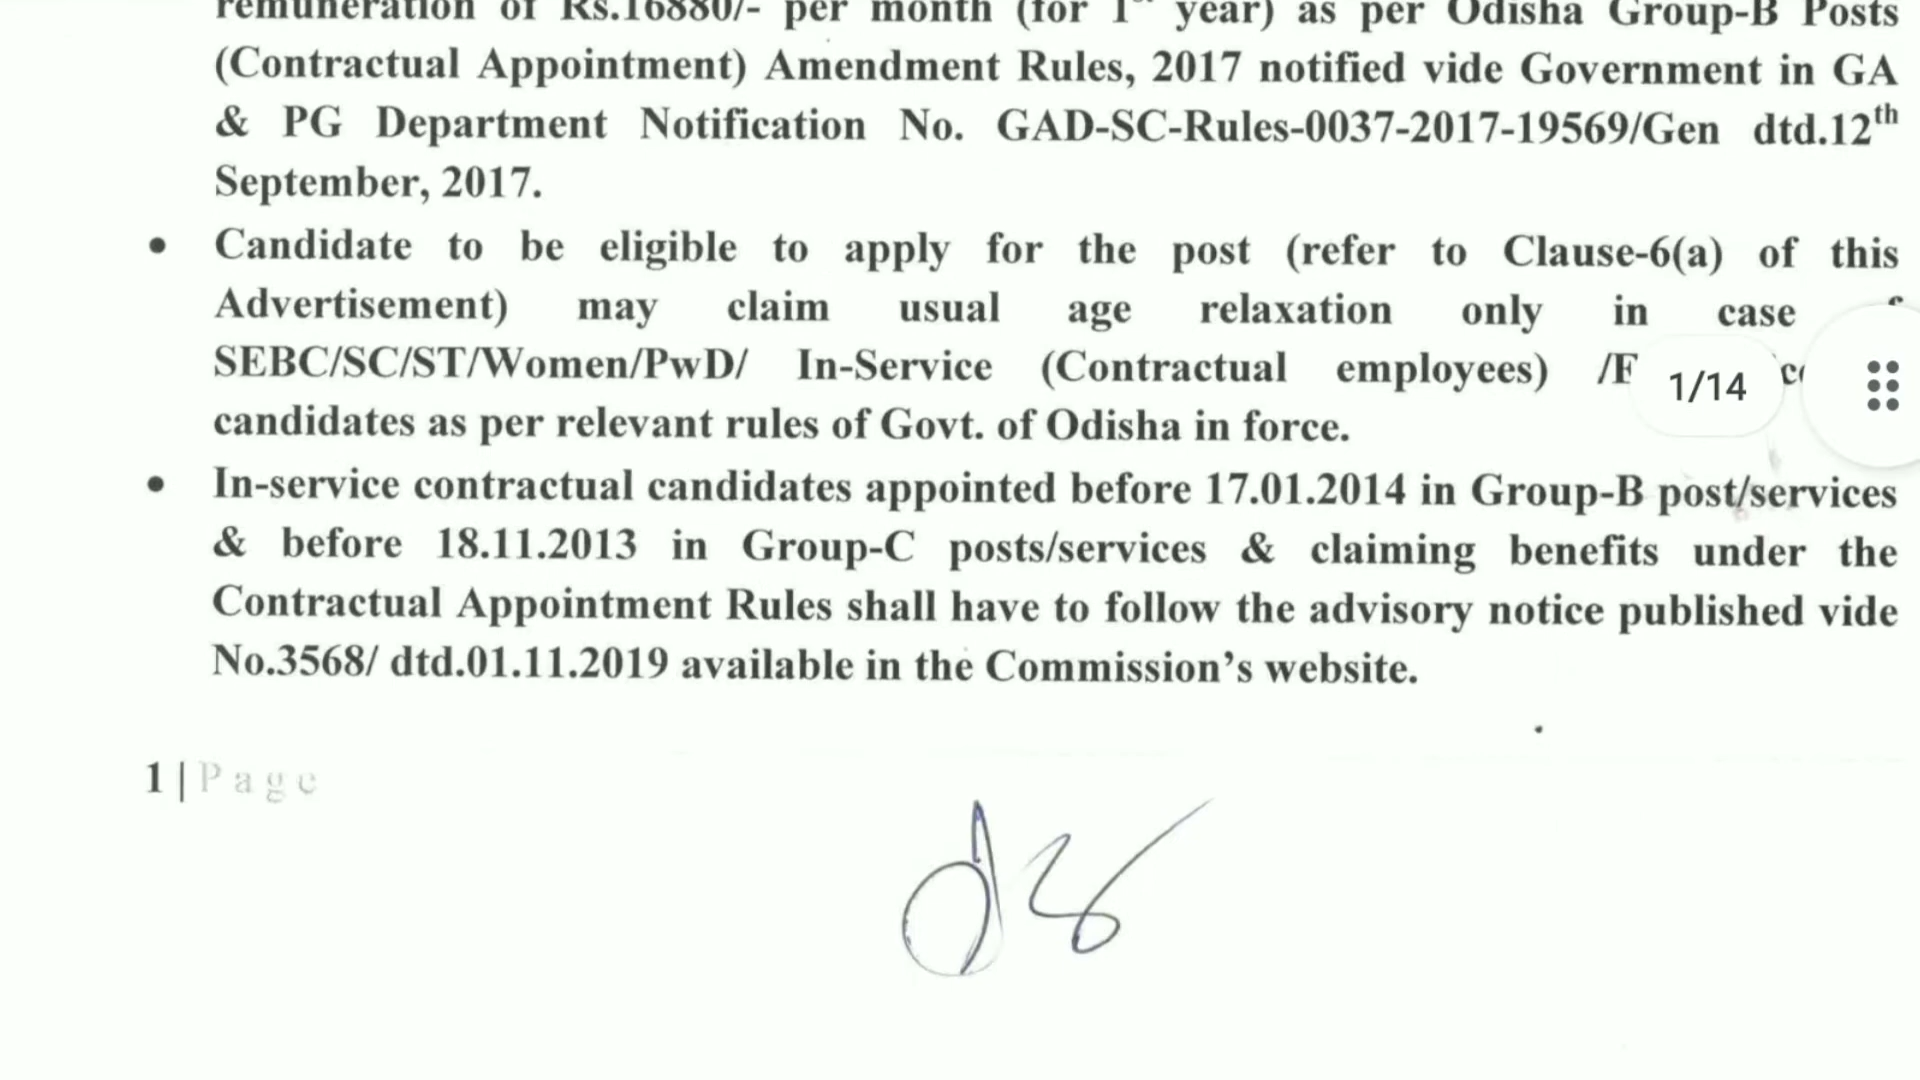 remuneration of Rs.16880/- per month (for 1st year) as per Odisha Group-B Posts
(Contractual Appointment) Amendment Rules, 2017 notified vide Government in GA
& PG Department Notification No. GAD-SC-Rules-0037-2017-19569/Gen dtd.12th
September, 2017.
• Candidate to be eligible to apply for the post (refer to Clause-6(a) of this
Advertisement) may claim usual age relaxation only in case
SEBC/SC/ST/Women/PwD/ In-Service (Contractual employees)
1/14
candidates as per relevant rules of Govt. of Odisha in force.
• In-service contractual candidates appointed before 17.01.2014 in Group-B post/services
& before 18.11.2013 in Group-C posts/services & claiming benefits under the
Contractual Appointment Rules shall have to follow the advisory notice published vide
No.3568/ dtd.01.11.2019 available in the Commission's website.
1|Page